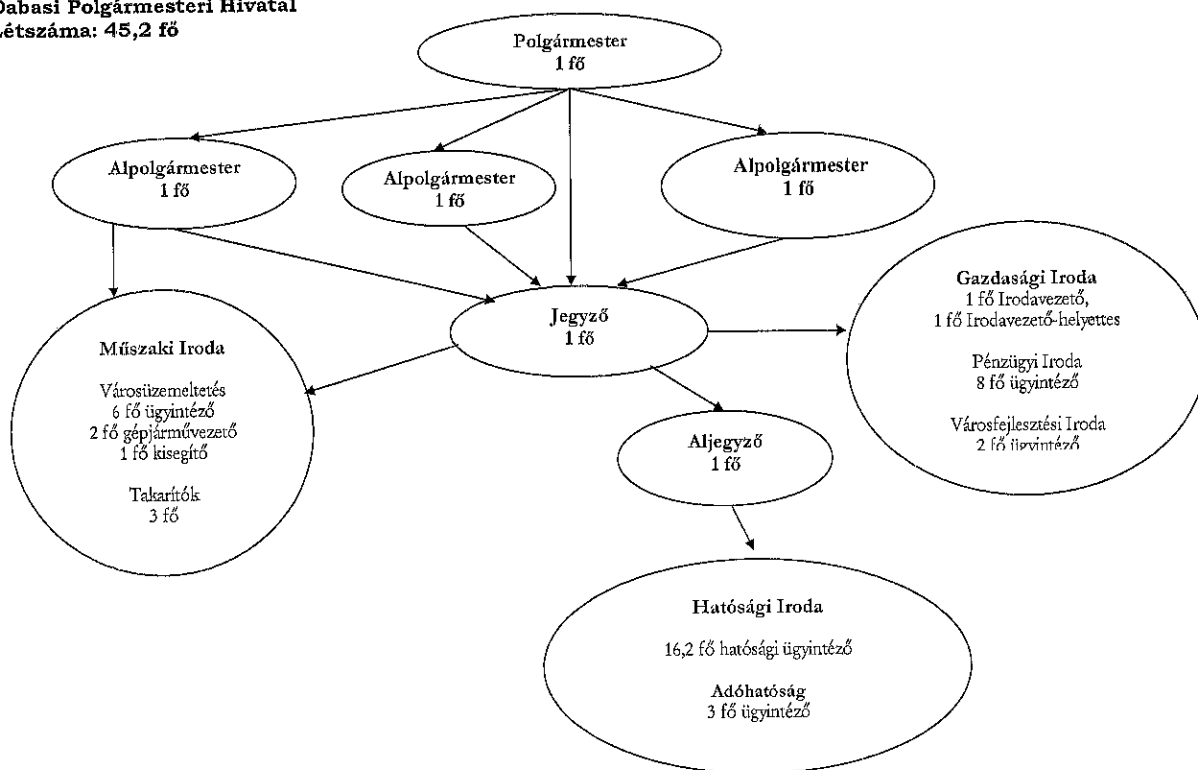 Dabasi Polgármesteri Hivatal
Létszáma: 45,2 fő
Polgármester
1 fő
Alpolgármester
1 fő
Alpolgármester
1 fő
Alpolgármester
1 fő
Jegyző
1 fő
Gazdasági Iroda
1 fő Irodavezető,
1 fő Irodavezető-helyettes
Pénzügyi Iroda
8 fő ügyintéző
Városfejlesztési Iroda
2 fő ügyintéző
Műszaki Iroda
Városüzemeltetés
6 fő ügyintéző
2 fő gépjárművezető
1 fő kisegítő
Takarítók
3 fő
Aljegyző
1 fő
Hatósági Iroda
16,2 fő hatósági ügyintéző
Adóhatóság
3 fő ügyintéző